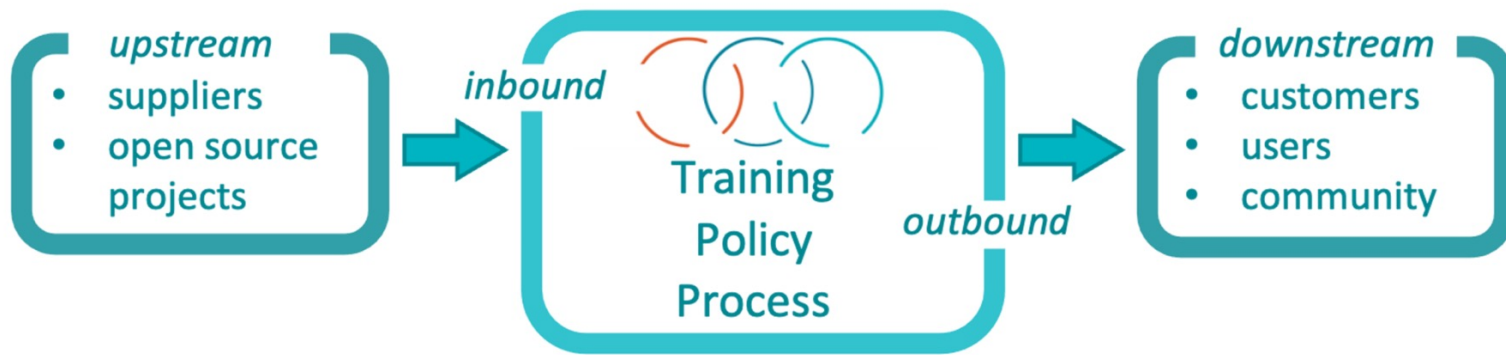 upstream
• suppliers
• open source
projects
inbound
Training
Policy
Process
outbound
downstream
• customers
• users
• community